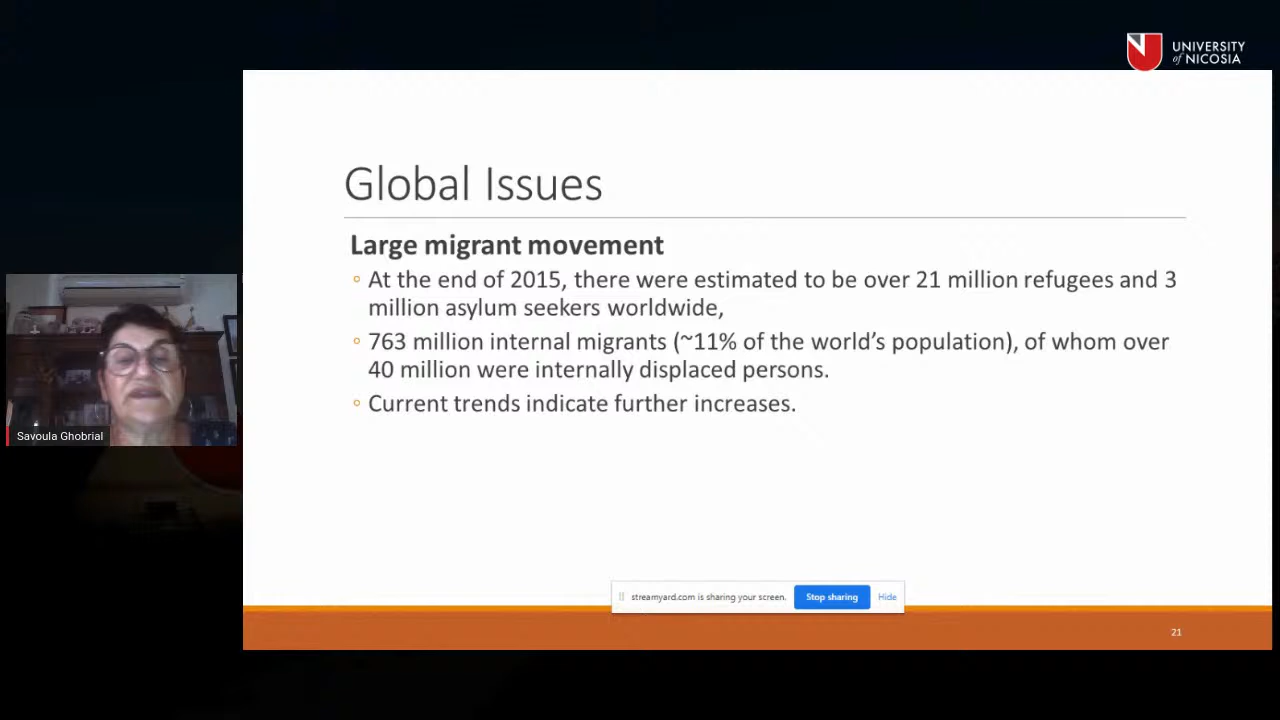 UNIVERSITY
of NICOSIA
Global Issues
Large migrant movement
◦ At the end of 2015, there were estimated to be over 21 million refugees and 3
million asylum seekers worldwide,
◦ 763 million internal migrants (~11% of the world’s population), of whom over
40 million were internally displaced persons.
◦ Current trends indicate further increases.
Savoula Ghobrial
streamyard.com is sharing your screen. Stop sharing Hide
21